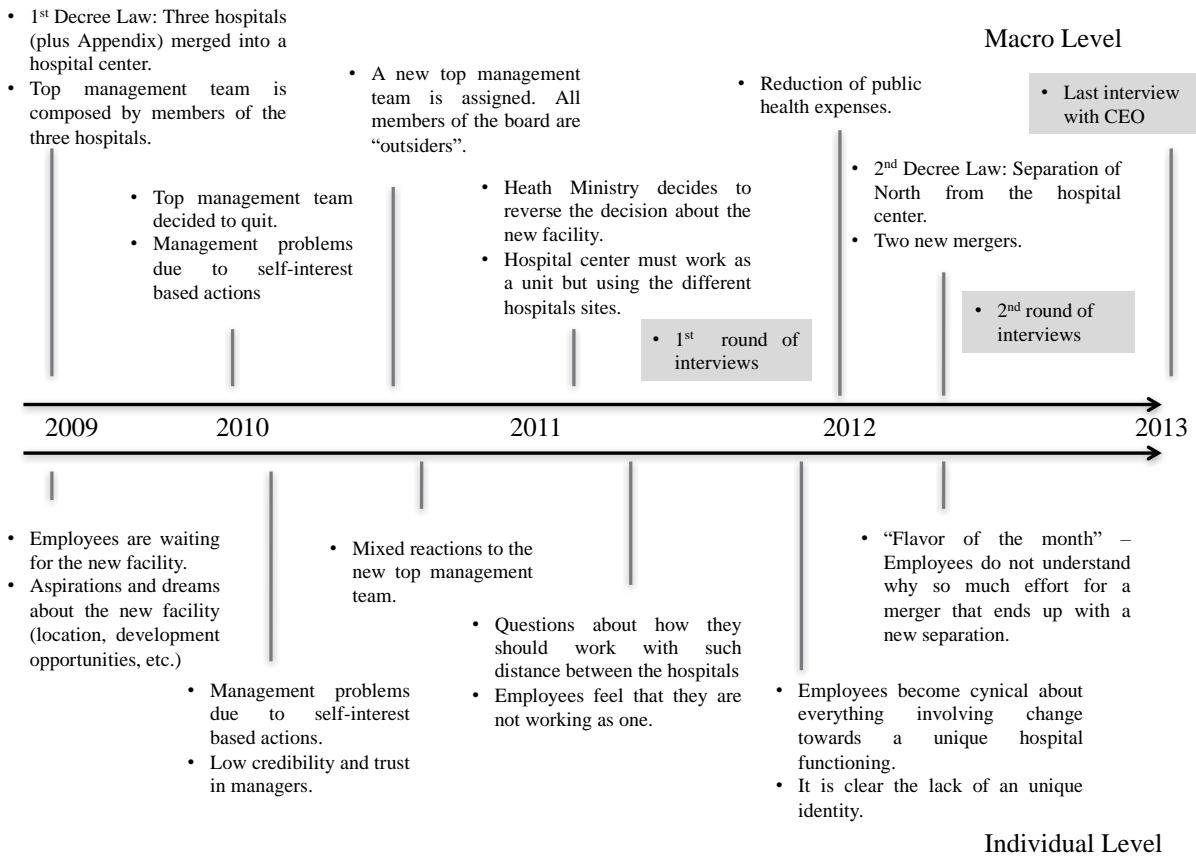 • 1st Decree Law: Three hospitals
(plus Appendix) merged into a
hospital center.
• Top management team is
composed by members of the
three hospitals.
• Top management team
decided to quit.
• Management problems
due to self-interest
based actions
• A new top management
team is assigned. All
members of the board are
“outsiders”.
• Heath Ministry decides to
reverse the decision about the
new facility.
• Hospital center must work as
a unit but using the different
hospitals sites.
• 1st round of
interviews
Macro Level
• Reduction of public
health expenses.
• 2nd Decree Law: Separation of
North from the hospital
center.
• Two new mergers.
• 2nd round of
interviews
• Last interview
with CEO
2009 2010 2011 2012 2013
• Employees are waiting
for the new facility.
• Aspirations and dreams
about the new facility
(location, development
opportunities, etc.)
• Management problems
due to self-interest
based actions.
• Low credibility and trust
in managers.
• Mixed reactions to the
new top management
team.
• Questions about how they
should work with such
distance between the hospitals
• Employees feel that they are
not working as one.
• Employees become cynical about
everything involving change
towards a unique hospital
functioning.
• It is clear the lack of an unique
identity.
• “Flavor of the month” –
Employees do not understand
why so much effort for a
merger that ends up with a
new separation.
Individual Level